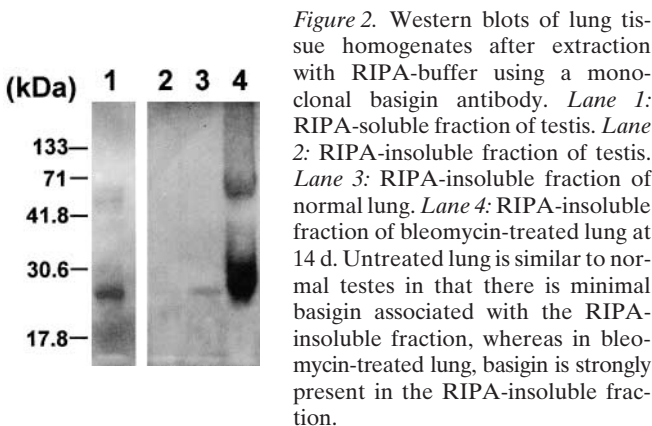 (kDa) 1 2 3 4
133
71
41.8
30.6
17.8
Figure 2. Western blots of lung tis-
sue homogenates after extraction
with RIPA-buffer using a mono-
clonal basigin antibody. Lane 1:
RIPA-soluble fraction of testis. Lane
2: RIPA-insoluble fraction of testis.
Lane 3: RIPA-insoluble fraction of
normal lung. Lane 4: RIPA-insoluble
fraction of bleomycin-treated lung at
14 d. Untreated lung is similar to nor-
mal testes in that there is minimal
basigin associated with the RIPA-
insoluble fraction, whereas in bleo-
mycin-treated lung, basigin is strongly
present in the RIPA-insoluble frac-
tion.